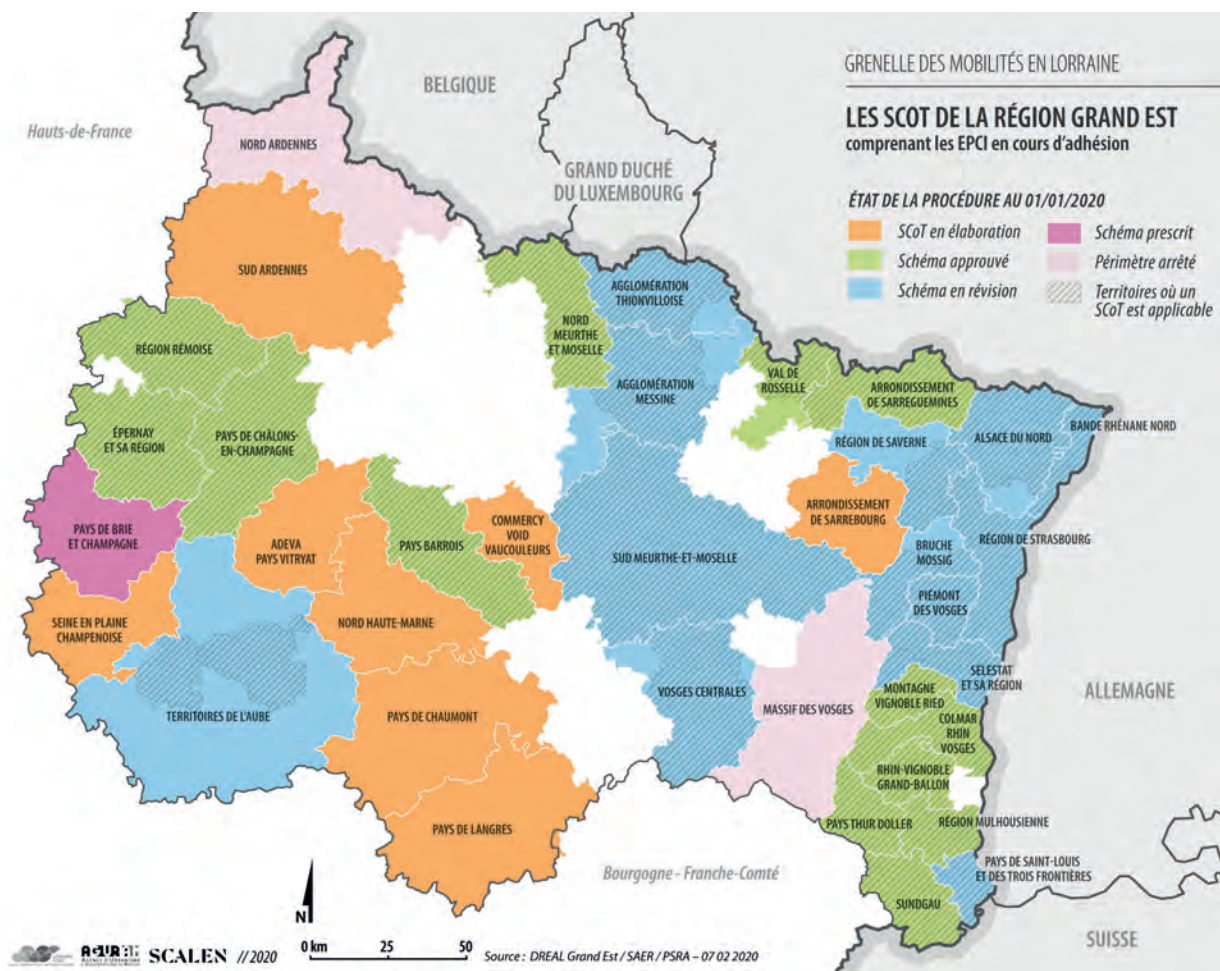 GRENELLE DES MOBILITÉS EN LORRAINE
LES SCOT DE LA RÉGION GRAND EST
comprenant les EPCI en cours d'adhésion
ÉTAT DE LA PROCÉDURE AU 01/01/2020
SCoT en élaboration
Schéma approuvé
Schéma en révision
Schéma prescrit
Périmètre arrêté
Territoires où un
SCoT est applicable
Hauts-de-France
BELGIQUE
GRAND DUCHÉ
DU LUXEMBOURG
NORD ARDENNES
SUD ARDENNES
AGGLOMÉRATION
THIONVILLOISE
NORD
MEURTHE
ET MOSELLE
RÉGION RÉMOISE
VAL DE
ROSSELLE
AGGLOMÉRATION
MESSINE
ARRONDISSEMENT
DE SARREGUEMINES
ÉPERNAY
ET SA RÉGION
PAYS DE CHÂLONS-
EN-CHAMPAGNE
RÉGION DE SAVERNE
ALSACE DU NORD
BANDE RHÉNANE NORD
PAYS DE BRIE
ET CHAMPAGNE
ADEVA
PAYS VITRYAT
PAYS BARROIS
COMMERCY
VOID
VAUCOULEURS
ARRONDISSEMENT
DE SARREBOURG
RÉGION DE STRASBOURG
SUD MEURTHE-ET-MOSELLE
BRUCHE
MOSSIG
PIÉMONT
DES VOSGES
SEINE EN PLAINE
CHAMPENOISE
NORD HAUTE-MARNE
SELESTAT
ET SA RÉGION
TERRITOIRES DE L'AUBE
PAYS DE CHAUMONT
VOSGES CENTRALES
MASSIF DES VOSGES
MONTAGNE
VIGNOBLE RIED
COLMAR
RHIN
VOSGES
ALLEMAGNE
RHIN-VIGNOBLE
GRAND-BALLON
PAYS DE LANGRES
PAYS THUR DOLLER
RÉGION MULHOUSIENNE
Bourgogne - Franche-Comté
PAYS DE SAINT-LOUIS
ET DES TROIS FRONTIÈRES
SUNDGAU
SUISSE
N
0 km 25 50
SCALEN // 2020
Source : DREAL Grand Est / SAER / PSRA – 07 02 2020